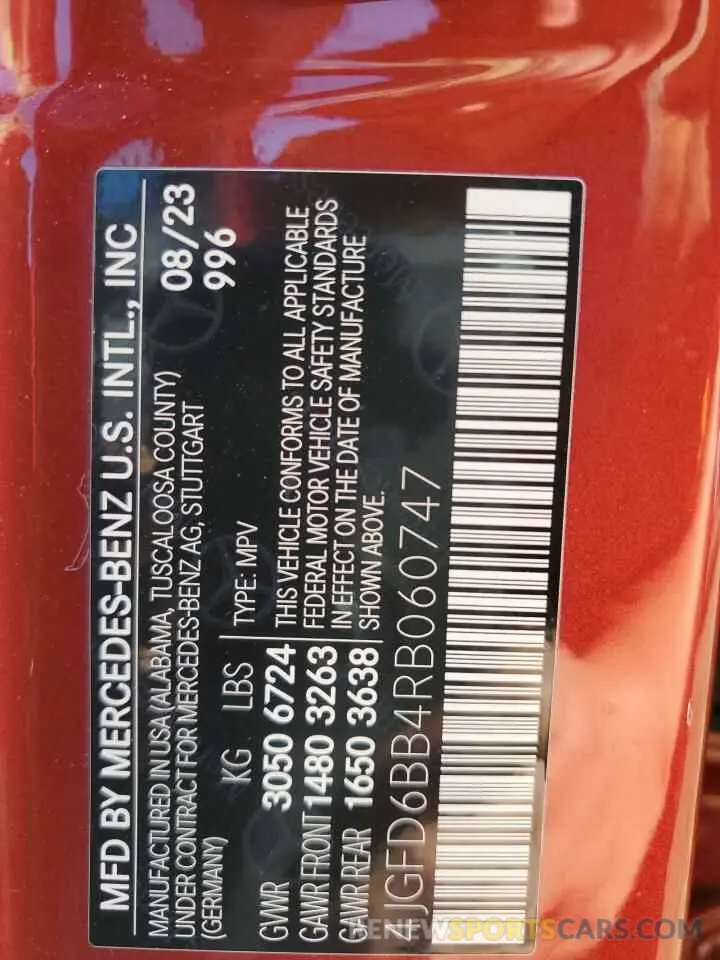 MFD BY MERCEDES-BENZ U.S. INTL., INC
MANUFACTURED IN USA (ALABAMA, TUSCALOOSA COUNTY)
UNDER CONTRACT FOR MERCEDES-BENZ AG, STUTTGART
(GERMANY)
08/23
996
KG LBS
TYPE: MPV
GVWR 3050 6724
GAWR FRONT 1480 3263
GAWR REAR 1650 3638
THIS VEHICLE CONFORMS TO ALL APPLICABLE
FEDERAL MOTOR VEHICLE SAFETY STANDARDS
IN EFFECT ON THE DATE OF MANUFACTURE
SHOWN ABOVE.
4JGFD6BB4RB060747
RENEWSPORTSCARS.COM